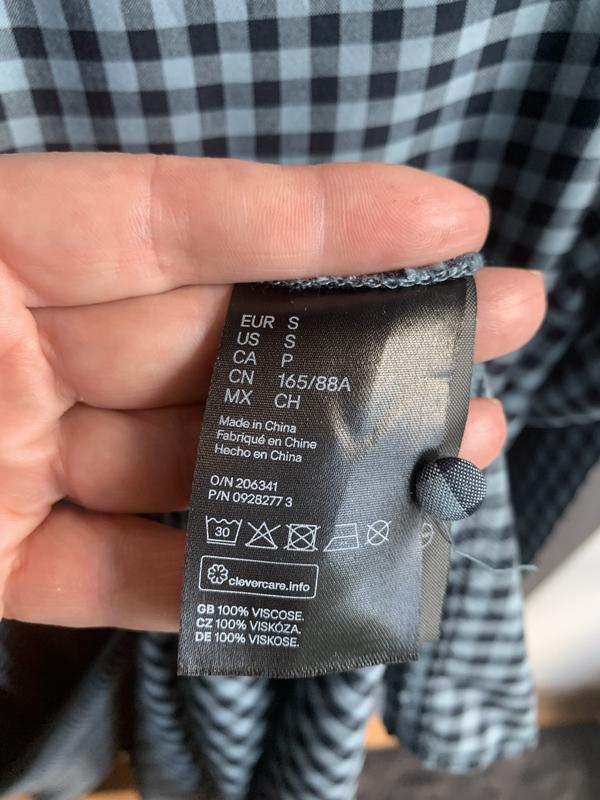 EUR S
US S
CA P
CN 165/88A
MX CH
Made in China
Fabriqué en Chine
Hecho en China
O/N 206341
P/N 0928277 3
30
clevercare.info
GB 100% VISCOSE.
CZ 100% VISKÓZA.
DE 100% VISKOSE.